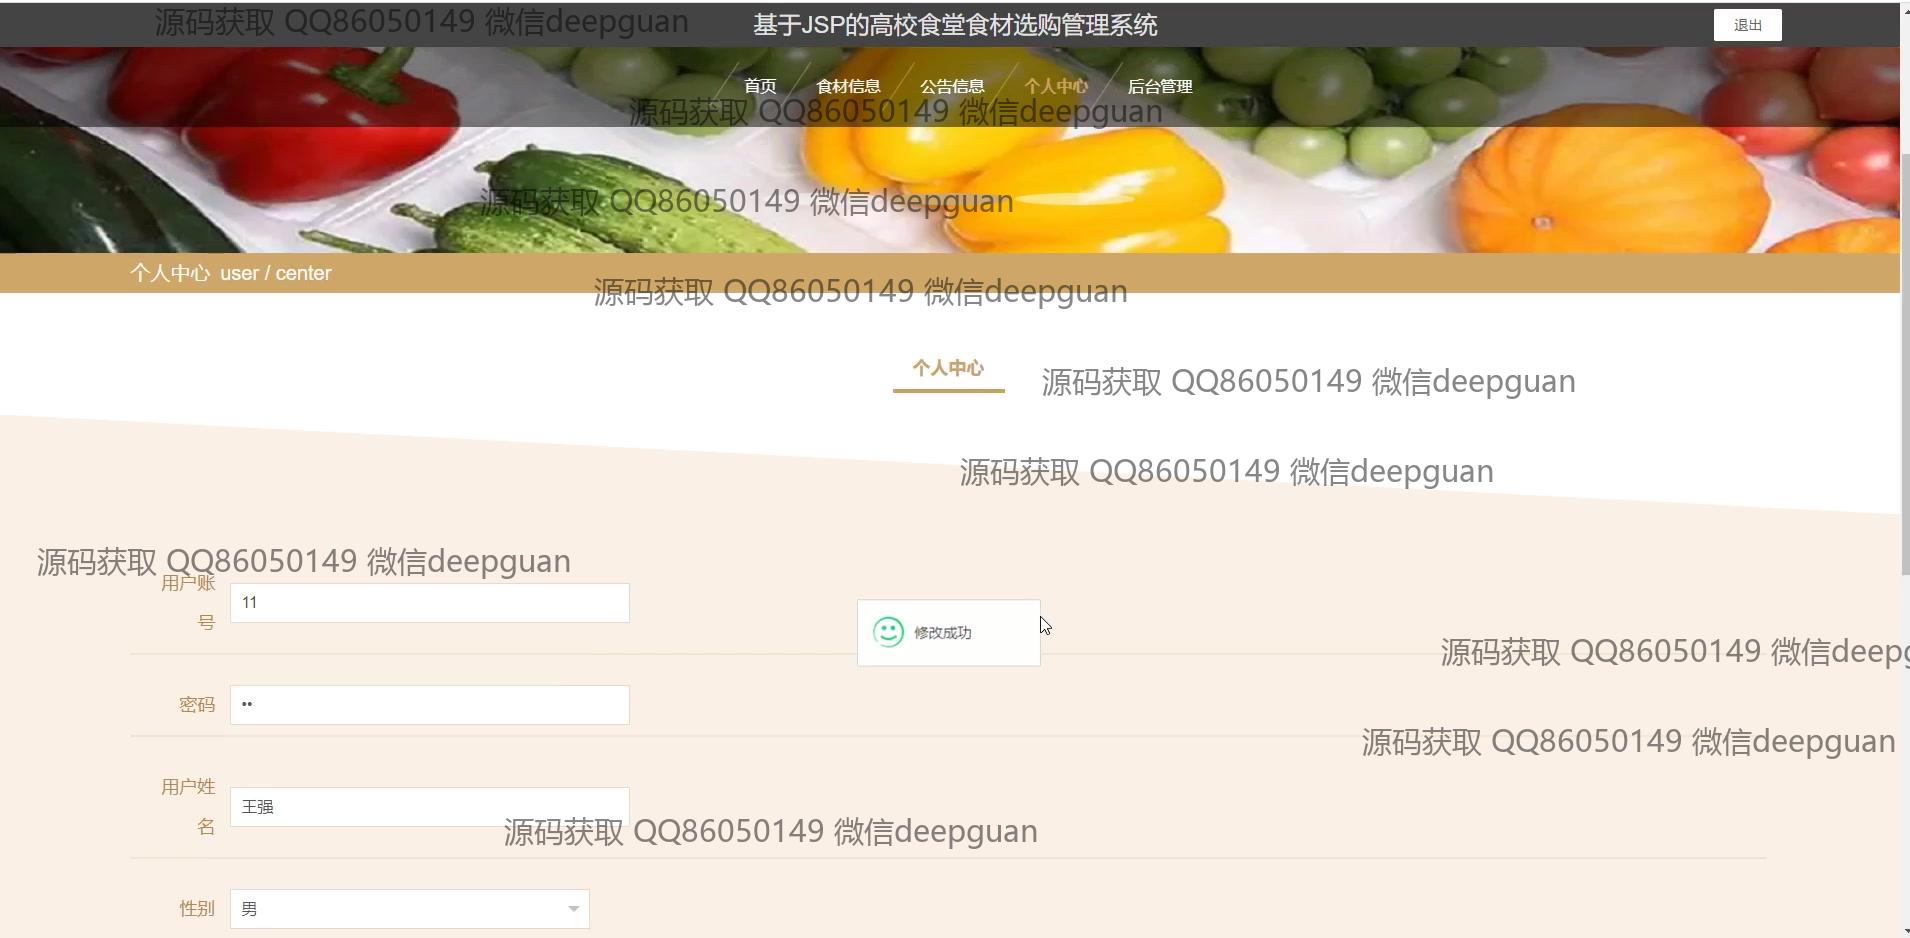 源码获取 QQ86050149 微信deepguan
基于JSP的高校食堂食材选购管理系统
退出
首页
食材信息
公告信息
个人中心
后台管理
源码获取 QQ86050149 微信deepguan
源码获取 QQ86050149 微信deepguan
个人中心 user / center
源码获取 QQ86050149 微信deepguan
个人中心
源码获取 QQ86050149 微信deepguan
源码获取 QQ86050149 微信deepguan
源码获取 QQ86050149 微信deepguan
用户账
号
11
修改成功
源码获取 QQ86050149 微信deep
密码
••
源码获取 QQ86050149 微信deepguan
用户姓
名
王强
源码获取 QQ86050149 微信deepguan
性别
男